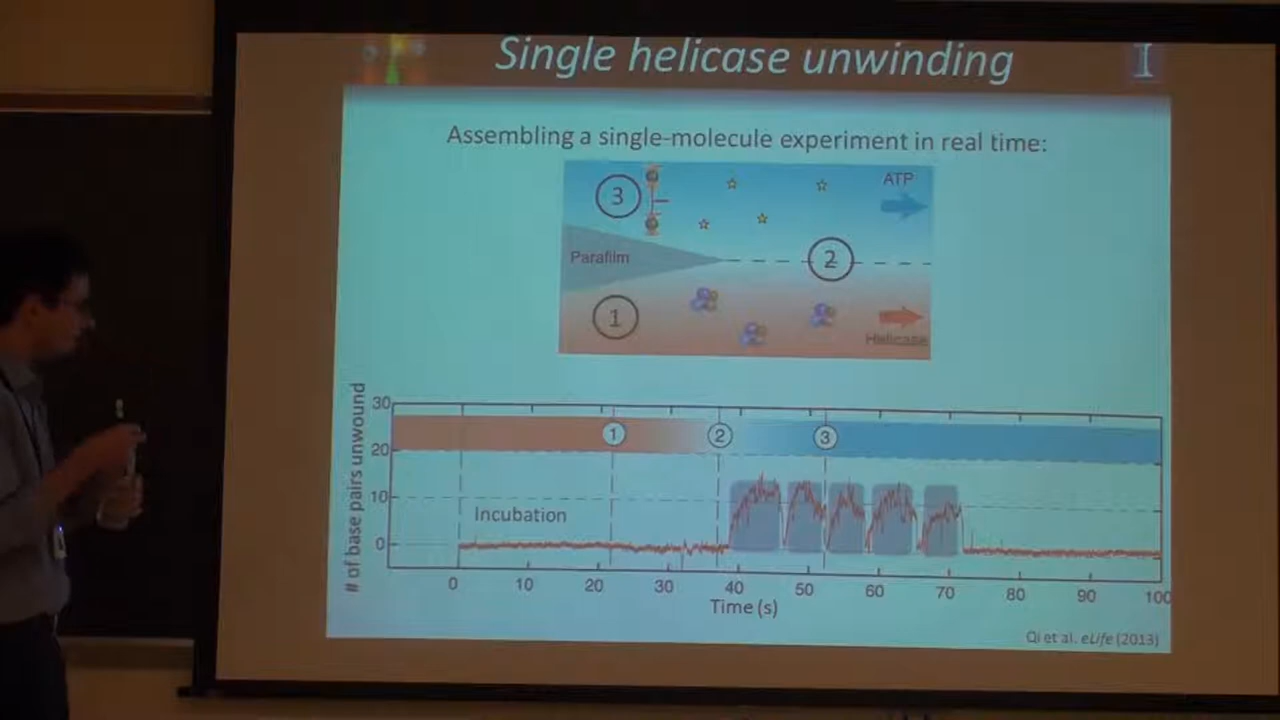 Single helicase unwinding
I
Assembling a single-molecule experiment in real time:
ATP
3
Parafilm
2
1
Helicase
# of base pairs unwound
30
20
10
0
1
2
3
Incubation
0 10 20 30 40 50 60 70 80 90 100
Time (s)
Qi et al. eLife (2013)